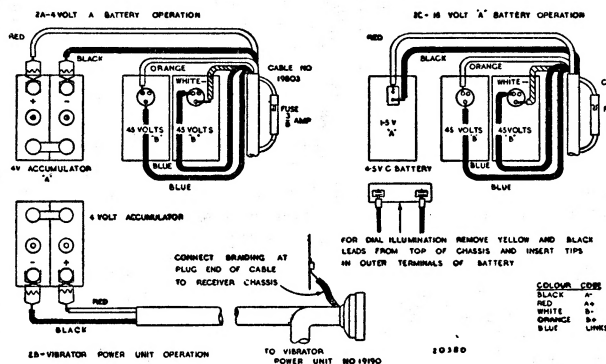 2A-4 VOLT A BATTERY OPERATION
RED
BLACK
ORANGE
WHITE
CABLE NO
19803
FUSE
3/8 AMP
+ -
45 VOLTS
"B"
45 VOLTS
"B"
BLUE
BLUE
4V ACCUMULATOR
"A"
2C - 1·5 VOLT "A" BATTERY OPERATION
RED
BLACK
ORANGE
WHITE
1·5 V
"A"
45 VOLTS
"B"
45 VOLTS
"B"
BLUE
BLUE
4·5V C BATTERY
FOR DIAL ILLUMINATION REMOVE YELLOW AND BLACK
LEADS FROM TOP OF CHASSIS AND INSERT TIPS
IN OUTER TERMINALS OF BATTERY
4 VOLT ACCUMULATOR
- +
RED
BLACK
CONNECT BRAIDING AT
PLUG END OF CABLE
TO RECEIVER CHASSIS
2B-VIBRATOR POWER UNIT OPERATION
TO VIBRATOR
POWER UNIT NO 19190
20380
COLOUR CODE
BLACK A-
RED A+
WHITE B-
ORANGE B+
BLUE LINKS